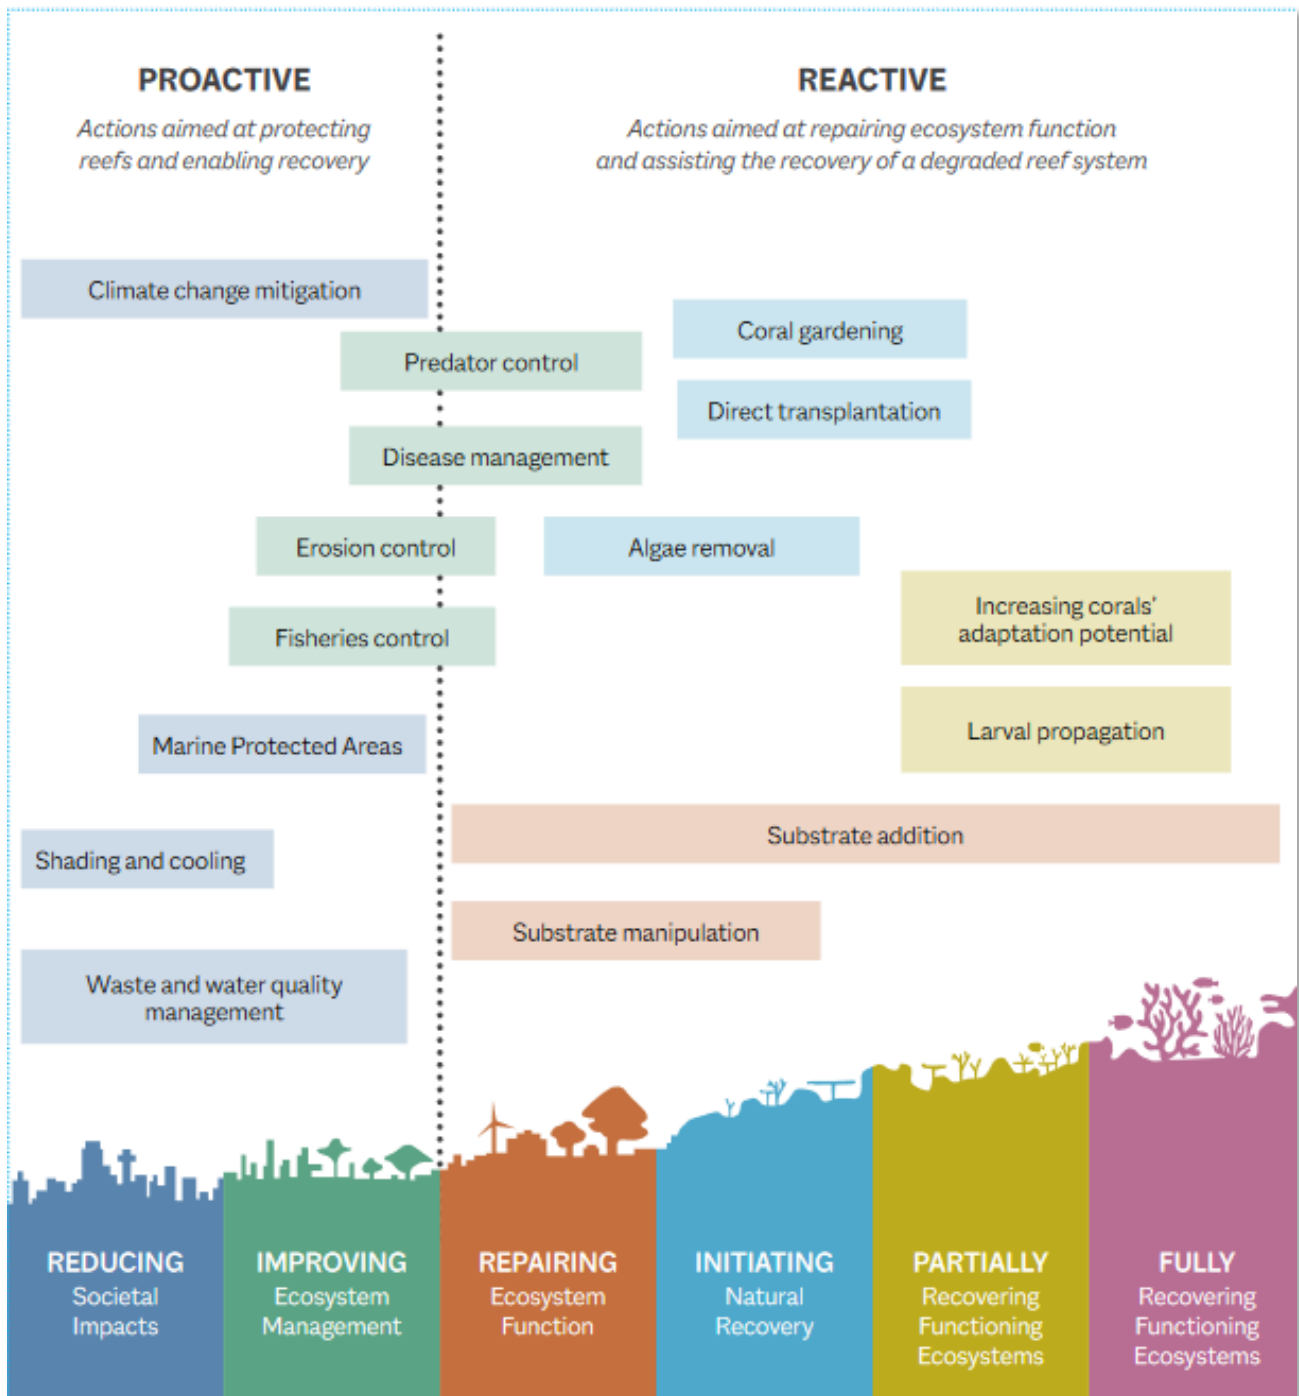 PROACTIVE
Actions aimed at protecting
reefs and enabling recovery
REACTIVE
Actions aimed at repairing ecosystem function
and assisting the recovery of a degraded reef system
Climate change mitigation
Coral gardening
Predator control
Direct transplantation
Disease management
Erosion control
Algae removal
Increasing corals'
adaptation potential
Fisheries control
Marine Protected Areas
Larval propagation
Substrate addition
Shading and cooling
Substrate manipulation
Waste and water quality
management
REDUCING
Societal
Impacts
IMPROVING
Ecosystem
Management
REPAIRING
Ecosystem
Function
INITIATING
Natural
Recovery
PARTIALLY
Recovering
Functioning
Ecosystems
FULLY
Recovering
Functioning
Ecosystems